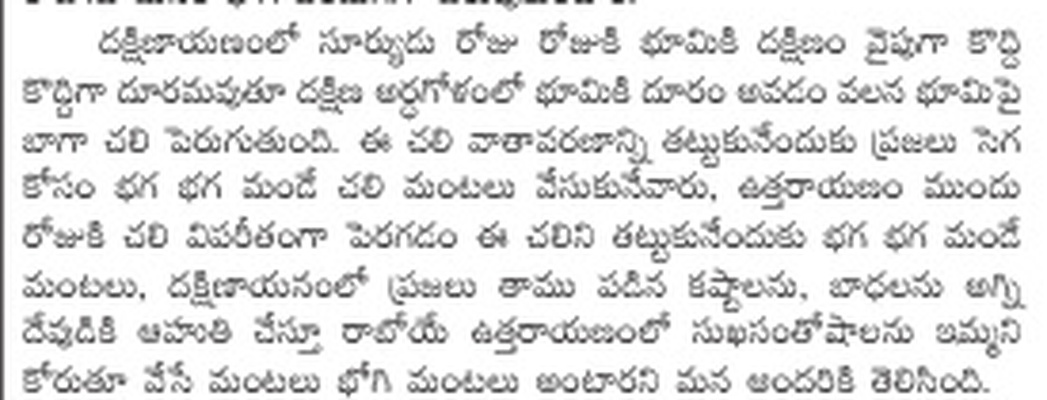 దక్షిణాయణంలో సూర్యుడు రోజు రోజుకి భూమికి దక్షిణం వైపుగా కొద్ది
కొద్దిగా దూరమవుతూ దక్షిణ అర్ధగోళంలో భూమికి దూరం అవడం వలన భూమిపై
బాగా చలి పెరుగుతుంది. ఈ చలి వాతావరణాన్ని తట్టుకునేందుకు ప్రజలు సెగ
కోసం భగ భగ మండే చలి మంటలు వేసుకునేవారు, ఉత్తరాయణం ముందు
రోజుకి చలి విపరీతంగా పెరగడం ఈ చలిని తట్టుకునేందుకు భగ భగ మండే
మంటలు, దక్షిణాయనంలో ప్రజలు తాము పడిన కష్టాలను, బాధలను అగ్ని
దేవుడికి ఆహుతి చేస్తూ రాబోయే ఉత్తరాయణంలో సుఖసంతోషాలను ఇమ్మని
కోరుతూ వేసే మంటలు భోగి మంటలు అంటారని మన అందరికి తెలిసింది.